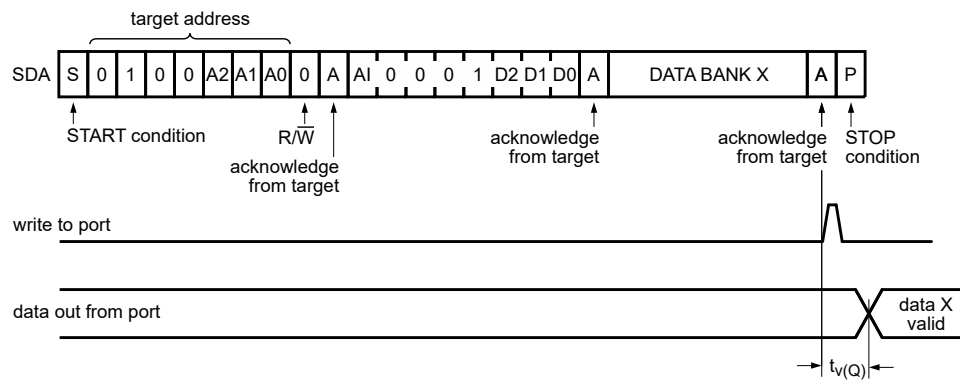 target address
SDA S 0 1 0 0 A2 A1 A0 0 A AI 0 0 0 1 D2 D1 D0 A DATA BANK X A P
START condition
R/W̅
acknowledge
from target
acknowledge
from target
acknowledge
from target
STOP
condition
write to port
data out from port
data X
valid
tv(Q)